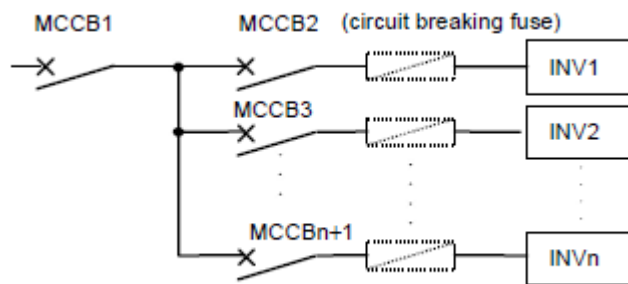 MCCB1
MCCB2 (circuit breaking fuse)
INV1
MCCB3
INV2
MCCBn+1
INVn